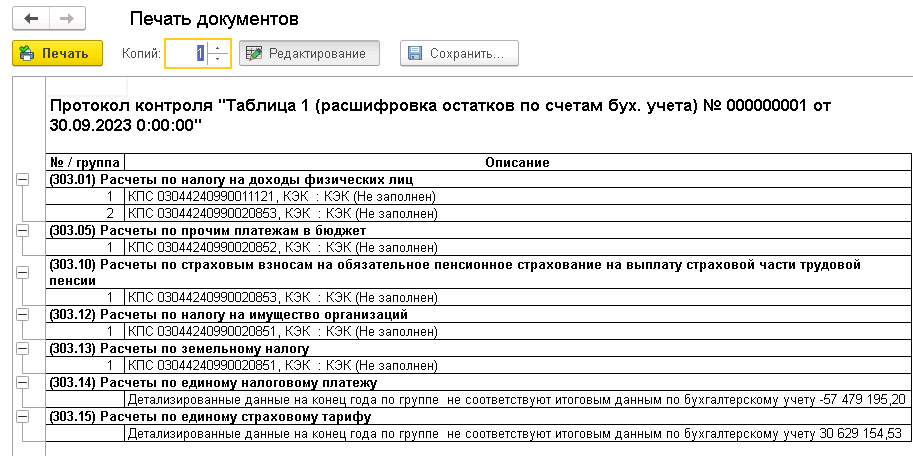 Печать документов
Печать Копий: 1 Редактирование Сохранить...
Протокол контроля "Таблица 1 (расшифровка остатков по счетам бух. учета) № 000000001 от
30.09.2023 0:00:00"
№ / группа Описание
(303.01) Расчеты по налогу на доходы физических лиц
1 КПС 03044240990011121, КЭК : КЭК (Не заполнен)
2 КПС 03044240990020853, КЭК : КЭК (Не заполнен)
(303.05) Расчеты по прочим платежам в бюджет
1 КПС 03044240990020852, КЭК : КЭК (Не заполнен)
(303.10) Расчеты по страховым взносам на обязательное пенсионное страхование на выплату страховой части трудовой
пенсии
1 КПС 03044240990020853, КЭК : КЭК (Не заполнен)
(303.12) Расчеты по налогу на имущество организаций
1 КПС 03044240990020851, КЭК : КЭК (Не заполнен)
(303.13) Расчеты по земельному налогу
1 КПС 03044240990020851, КЭК : КЭК (Не заполнен)
(303.14) Расчеты по единому налоговому платежу
Детализированные данные на конец года по группе не соответствуют итоговым данным по бухгалтерскому учету -57 479 195,20
(303.15) Расчеты по единому страховому тарифу
Детализированные данные на конец года по группе не соответствуют итоговым данным по бухгалтерскому учету 30 629 154,53